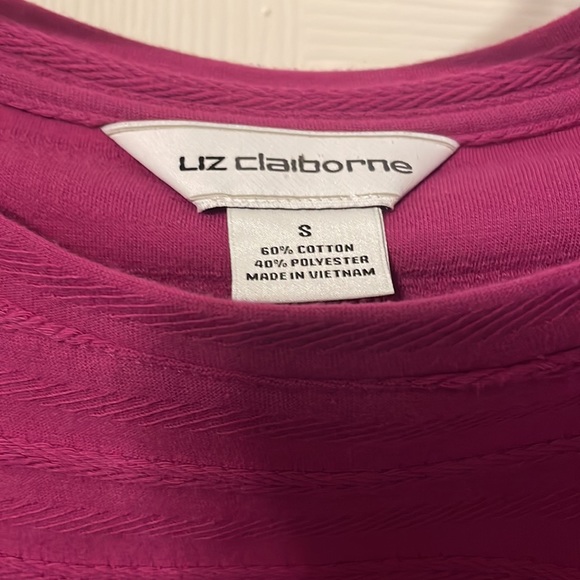 LIZ claiborne
S
60% COTTON
40% POLYESTER
MADE IN VIETNAM